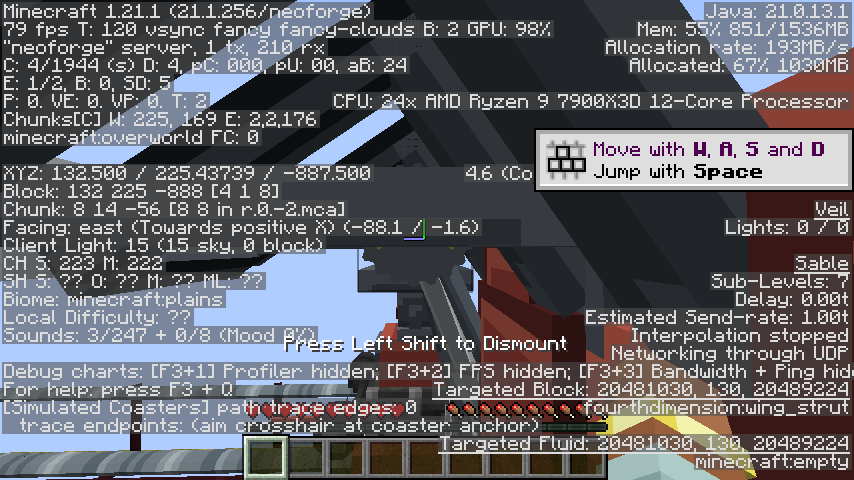 Minecraft 1.21.1 (21.1.256/neoforge)
79 fps T: 120 vsync fancy fancy-clouds B: 2 GPU: 98%
"neoforge" server, 1 tx, 210 rx
C: 4/1944 (s) D: 4, pC: 000, pU: 00, aB: 24
E: 1/2, B: 0, SD: 5
P: 0. VE: 0. VP: 0. T: 2
Chunks[C] W: 225, 169 E: 2,2,176
minecraft:overworld FC: 0
XYZ: 132.500 / 225.43739 / -887.500
Block: 132 225 -888 [4 1 8]
Chunk: 8 14 -56 [8 8 in r.0.-2.mca]
Facing: east (Towards positive X) (-88.1 / -1.6)
Client Light: 15 (15 sky, 0 block)
CH S: 223 M: 222
SH S: ?? O: ?? M: ?? ML: ??
Biome: minecraft:plains
Local Difficulty: ??
Sounds: 3/247 + 0/8 (Mood 0%)
Debug charts: [F3+1] Profiler hidden; [F3+2] FPS hidden; [F3+3] Bandwidth + Ping hidd
For help: press F3 + Q
[Simulated Coasters] path trace edges: 0
trace endpoints: (aim crosshair at coaster anchor)
Java: 21.0.13.1
Mem: 55% 851/1536MB
Allocation rate: 193MB/s
Allocated: 67% 1030MB
CPU: 24x AMD Ryzen 9 7900X3D 12-Core Processor
4.6 (Co
Move with W, A, S and D
Jump with Space
Veil
Lights: 0 / 0
Sable
Sub-Levels: 7
Delay: 0.00t
Estimated Send-rate: 1.00t
Interpolation stopped
Networking through UDP
Press Left Shift to Dismount
Targeted Block: 20481030, 130, 20489224
fourthdimension:wing_strut
Targeted Fluid: 20481030, 130, 20489224
minecraft:empty